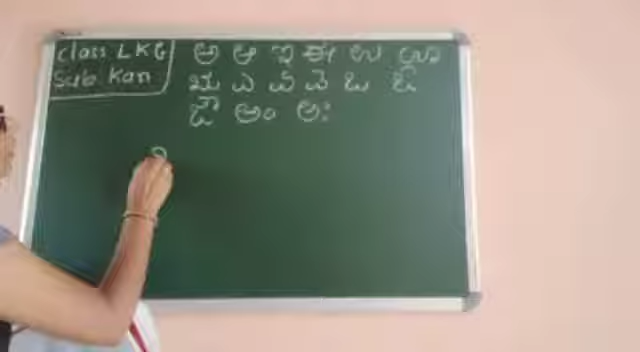 Class LKG
Sub Kan
ಅ ಆ ಇ ಈ ಉ ಊ
ಋ ಎ ಏ ಐ ಒ ಓ
ಔ ಅಂ ಅಃ